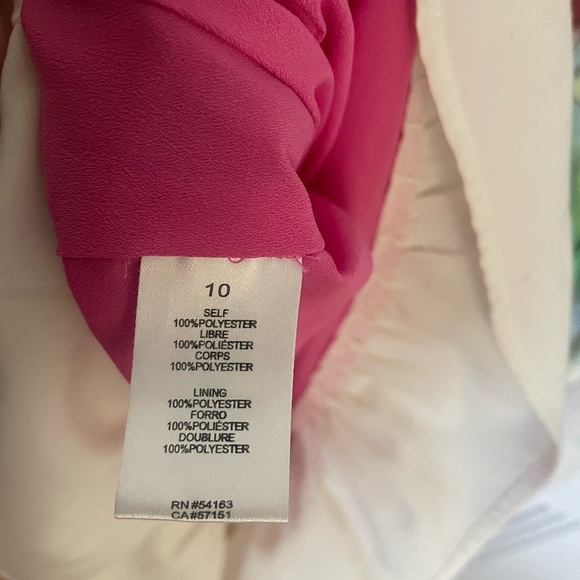 10
SELF
100%POLYESTER
LIBRE
100%POLIÉSTER
CORPS
100%POLYESTER
LINING
100%POLYESTER
FORRO
100%POLIÉSTER
DOUBLURE
100%POLYESTER
RN#54163
CA#57151